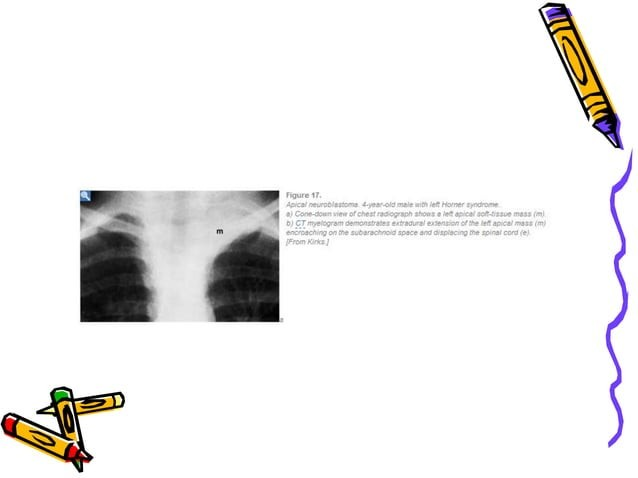 Figure 17.
Apical neuroblastoma. 4-year-old male with left Horner syndrome.
a) Cone-down view of chest radiograph shows a left apical soft-tissue mass (m).
b) CT myelogram demonstrates extradural extension of the left apical mass (m)
encroaching on the subarachnoid space and displacing the spinal cord (e).
[From Kirks.]
m
a